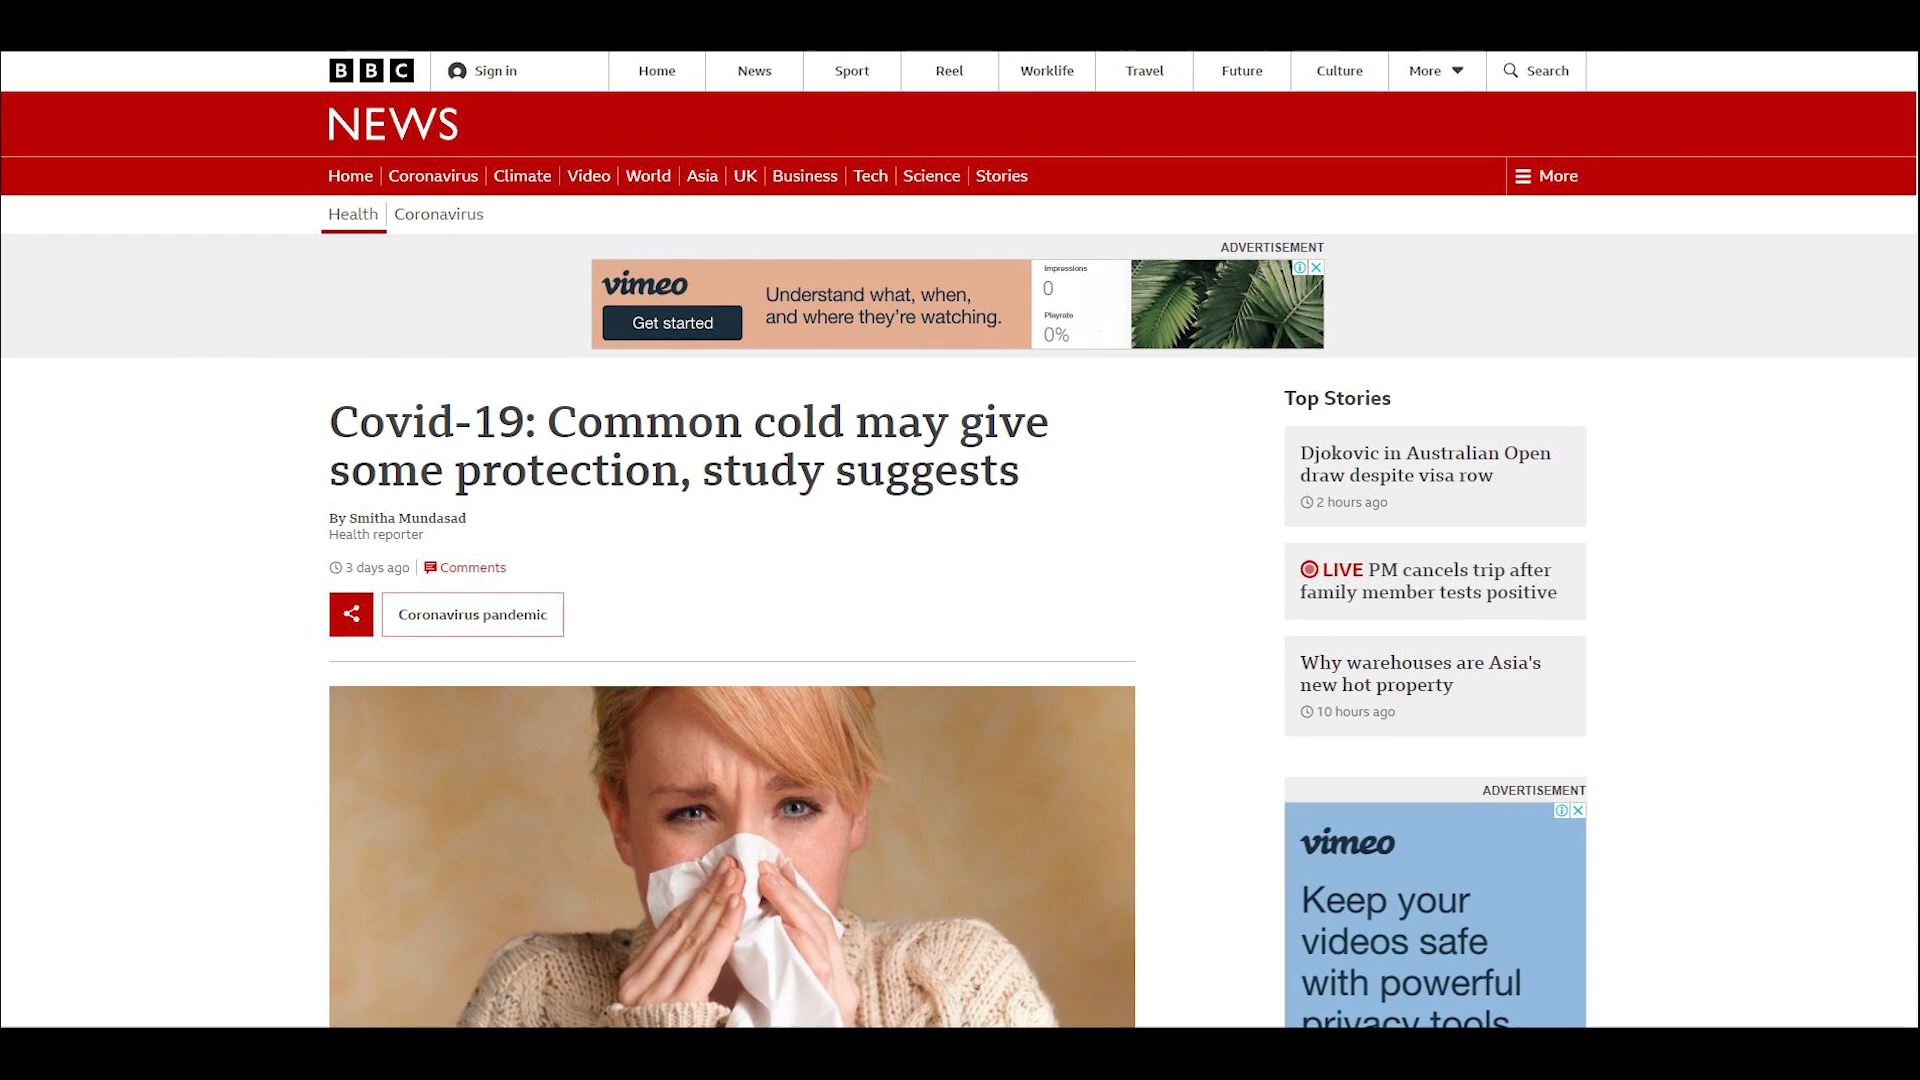 BBC
Sign in
Home
News
Sport
Reel
Worklife
Travel
Future
Culture
More
Search
NEWS
Home
Coronavirus
Climate
Video
World
Asia
UK
Business
Tech
Science
Stories
More
Health
Coronavirus
ADVERTISEMENT
vimeo
Get started
Understand what, when,
and where they’re watching.
Impressions
0
Playrate
0%
Covid-19: Common cold may give
some protection, study suggests
By Smitha Mundasad
Health reporter
3 days ago
Comments
Coronavirus pandemic
Top Stories
Djokovic in Australian Open
draw despite visa row
2 hours ago
LIVE PM cancels trip after
family member tests positive
Why warehouses are Asia's
new hot property
10 hours ago
ADVERTISEMENT
vimeo
Keep your
videos safe
with powerful
privacy tools